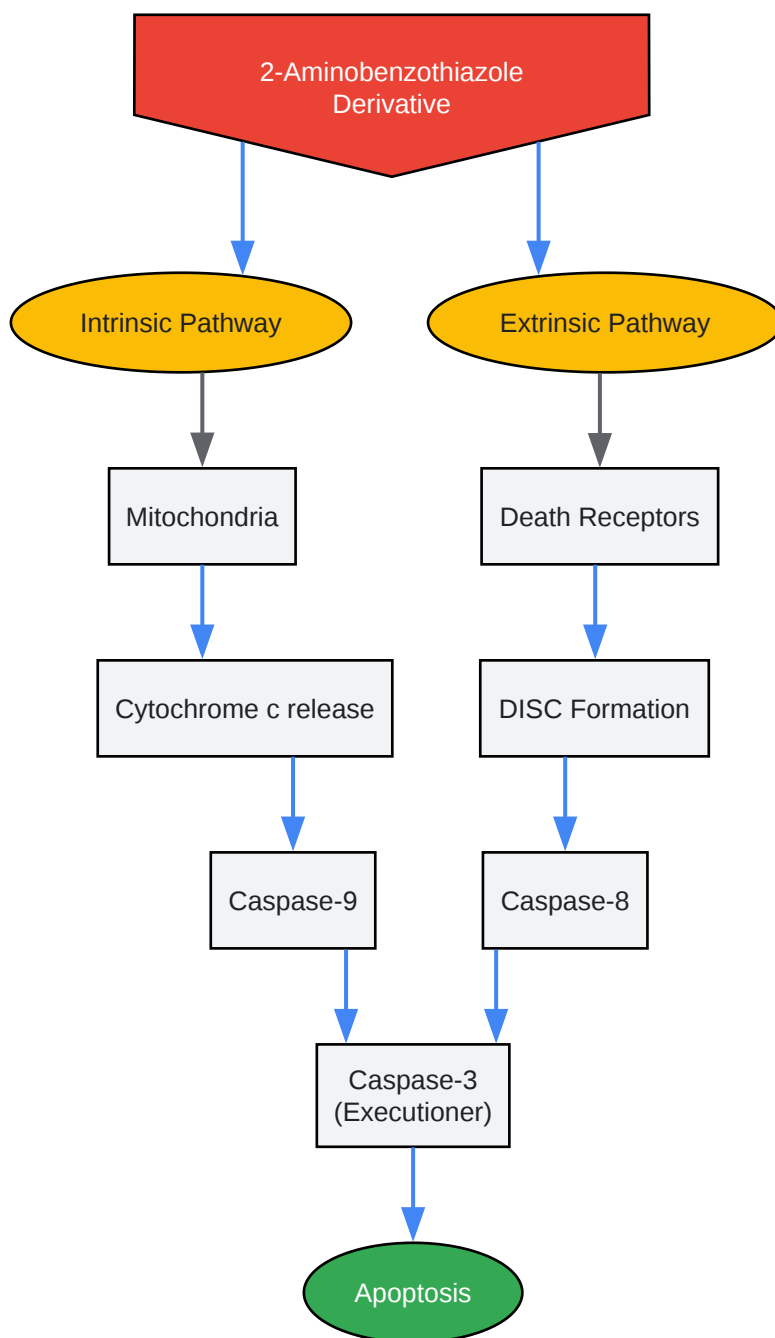 2-Aminobenzothiazole
Derivative
Intrinsic Pathway
Extrinsic Pathway
Mitochondria
Death Receptors
Cytochrome c release
DISC Formation
Caspase-9
Caspase-8
Caspase-3
(Executioner)
Apoptosis